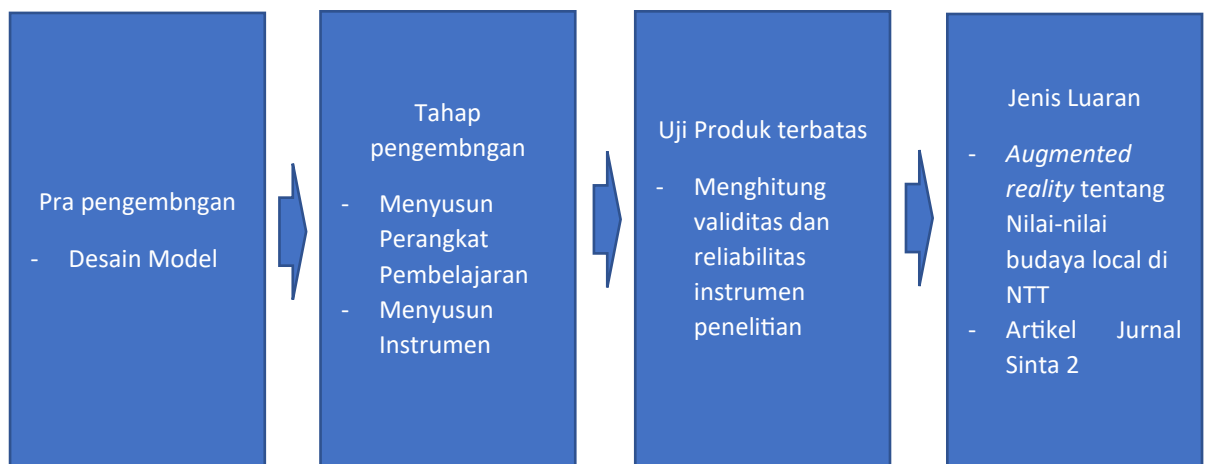 Pra pengembngan
- Desain Model
Tahap
pengembngan
- Menyusun
Perangkat
Pembelajaran
- Menyusun
Instrumen
Uji Produk terbatas
- Menghitung
validitas dan
reliabilitas
instrumen
penelitian
Jenis Luaran
- Augmented
reality tentang
Nilai-nilai
budaya local di
NTT
- Artikel Jurnal
Sinta 2